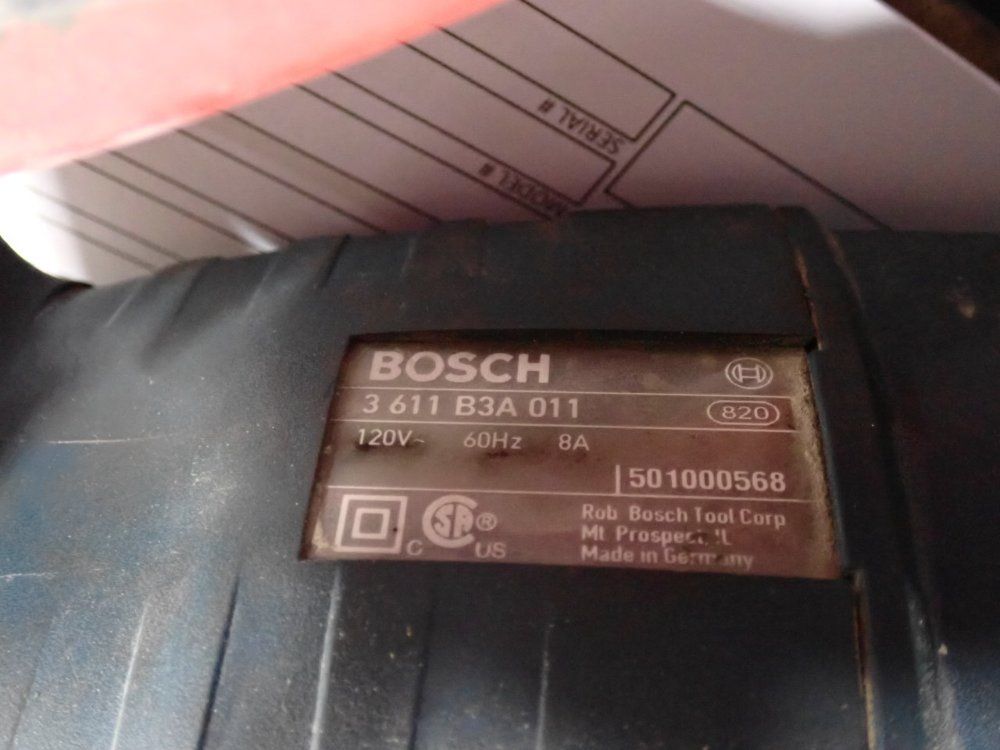 SERIAL #
MODEL #
BOSCH
3 611 B3A 011 820
120V~ 60Hz 8A
501000568
C SA ® US
Rob Bosch Tool Corp
Mt Prospect IL
Made in Germany